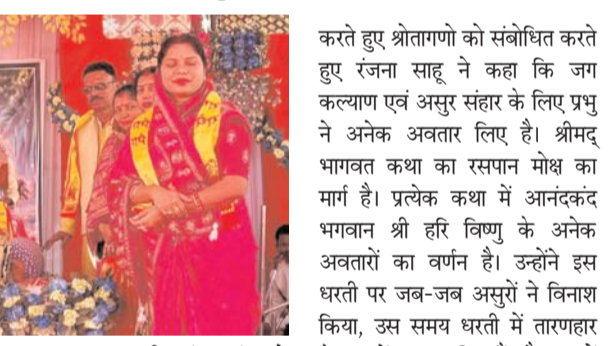 करते हुए श्रोतागणो को संबोधित करते
हुए रंजना साहू ने कहा कि जग
कल्याण एवं असुर संहार के लिए प्रभु
ने अनेक अवतार लिए है। श्रीमद्
भागवत कथा का रसपान मोक्ष का
मार्ग है। प्रत्येक कथा में आनंदकंद
भगवान श्री हरि विष्णु के अनेक
अवतारों का वर्णन है। उन्होंने इस
धरती पर जब-जब असुरों ने विनाश
किया, उस समय धरती में तारणहार